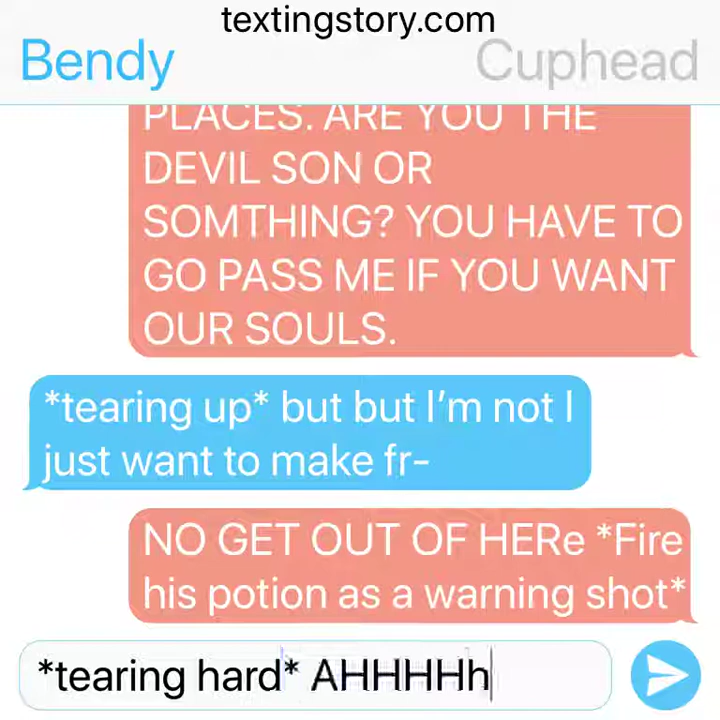 textingstory.com
Bendy
Cuphead
PLACES. ARE YOU THE
DEVIL SON OR
SOMTHING? YOU HAVE TO
GO PASS ME IF YOU WANT
OUR SOULS.
*tearing up* but but I'm not I
just want to make fr-
NO GET OUT OF HERe *Fire
his potion as a warning shot*
*tearing hard* AHHHHh